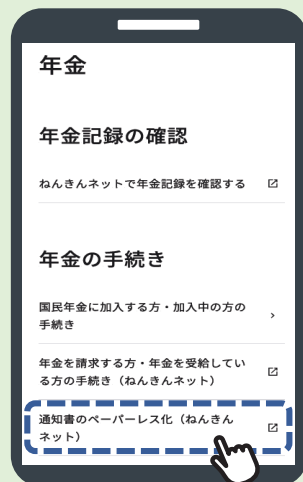 年金
年金記録の確認
ねんきんネットで年金記録を確認する
年金の手続き
国民年金に加入する方・加入中の方の
手続き
年金を請求する方・年金を受給してい
る方の手続き（ねんきんネット）
通知書のペーパーレス化（ねんきん
ネット）